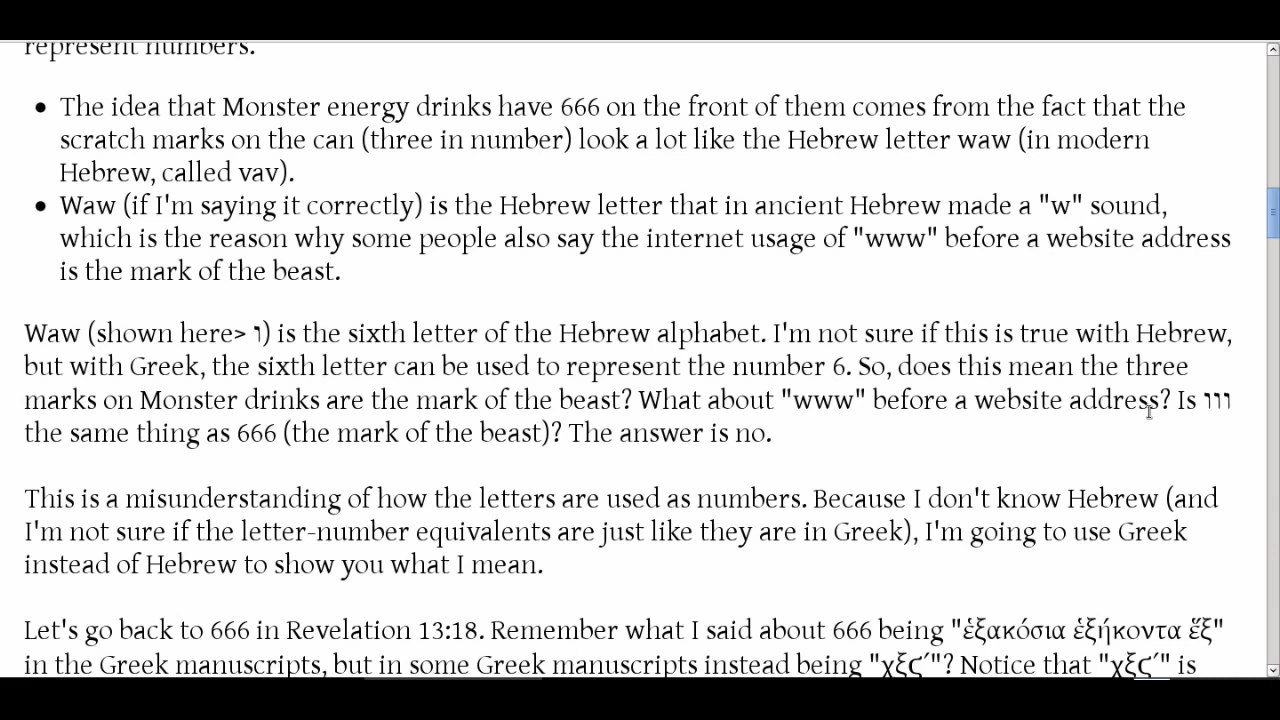 represent numbers.
• The idea that Monster energy drinks have 666 on the front of them comes from the fact that the
scratch marks on the can (three in number) look a lot like the Hebrew letter waw (in modern
Hebrew, called vav).
• Waw (if I'm saying it correctly) is the Hebrew letter that in ancient Hebrew made a "w" sound,
which is the reason why some people also say the internet usage of "www" before a website address
is the mark of the beast.
Waw (shown here> ו) is the sixth letter of the Hebrew alphabet. I'm not sure if this is true with Hebrew,
but with Greek, the sixth letter can be used to represent the number 6. So, does this mean the three
marks on Monster drinks are the mark of the beast? What about "www" before a website address? Is ווו
the same thing as 666 (the mark of the beast)? The answer is no.
This is a misunderstanding of how the letters are used as numbers. Because I don't know Hebrew (and
I'm not sure if the letter-number equivalents are just like they are in Greek), I'm going to use Greek
instead of Hebrew to show you what I mean.
Let's go back to 666 in Revelation 13:18. Remember what I said about 666 being "ἑξακόσια ἑξήκοντα ἕξ"
in the Greek manuscripts, but in some Greek manuscripts instead being "χξϛ´"? Notice that "χξϛ´" is